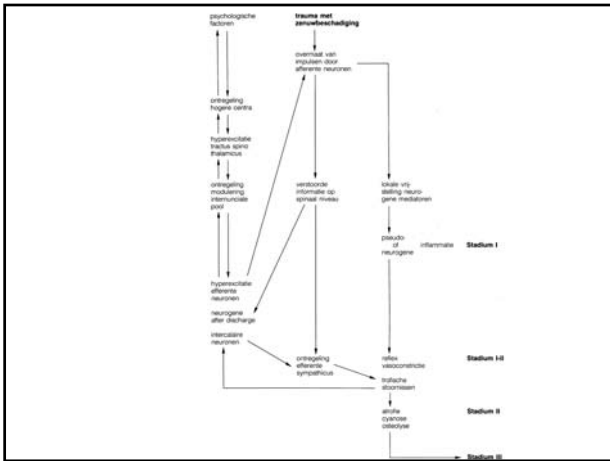 psychologische
factoren
trauma met
zenuwbeschadiging
overmaat van
impulsen door
afferente neuronen
ontregeling
hogere centra
hyperexcitatie
tractus spino
thalamicus
ontregeling
modulering
internunciale
pool
verstoorde
informatie op
spinaal niveau
lokale vrij
stelling neuro-
gene mediatoren
pseudo
of inflammatie
neurogene
Stadium I
hyperexcitatie
efferente
neuronen
neurogene
after discharge
intercalaire
neuronen
ontregeling
efferente
sympathicus
reflex
vasoconstrictie
Stadium I-II
trofische
stoornissen
atrofie
cyanose
osteolyse
Stadium II
Stadium III